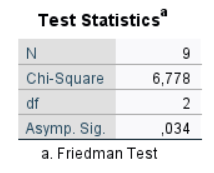 Test Statistics^a
N 9
Chi-Square 6,778
df 2
Asymp. Sig. ,034
a. Friedman Test